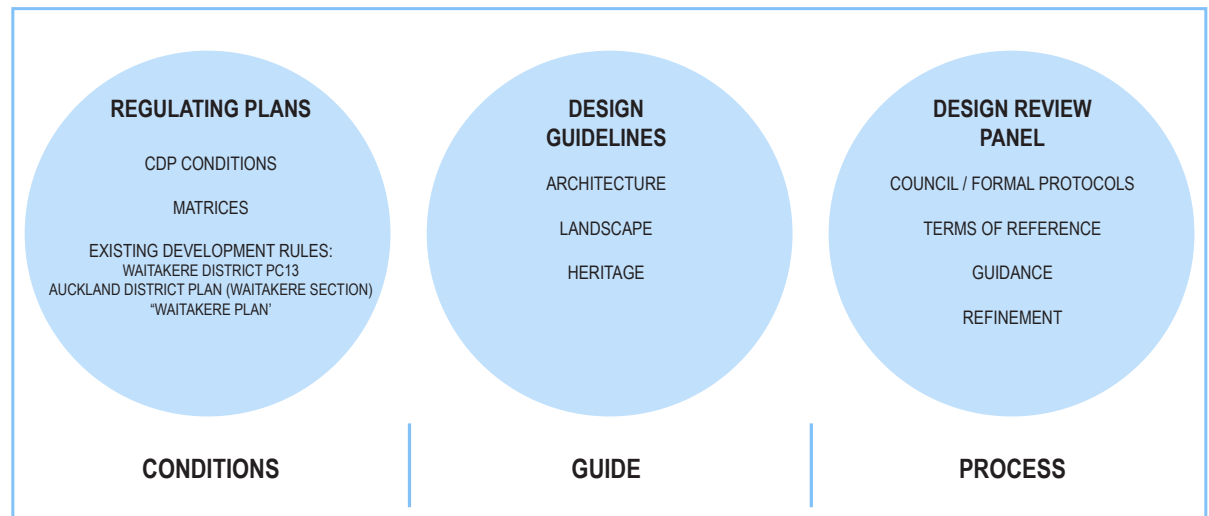 REGULATING PLANS
CDP CONDITIONS
MATRICES
EXISTING DEVELOPMENT RULES:
WAITAKERE DISTRICT PC13
AUCKLAND DISTRICT PLAN (WAITAKERE SECTION)
“WAITAKERE PLAN’
CONDITIONS
DESIGN
GUIDELINES
ARCHITECTURE
LANDSCAPE
HERITAGE
GUIDE
DESIGN REVIEW
PANEL
COUNCIL / FORMAL PROTOCOLS
TERMS OF REFERENCE
GUIDANCE
REFINEMENT
PROCESS